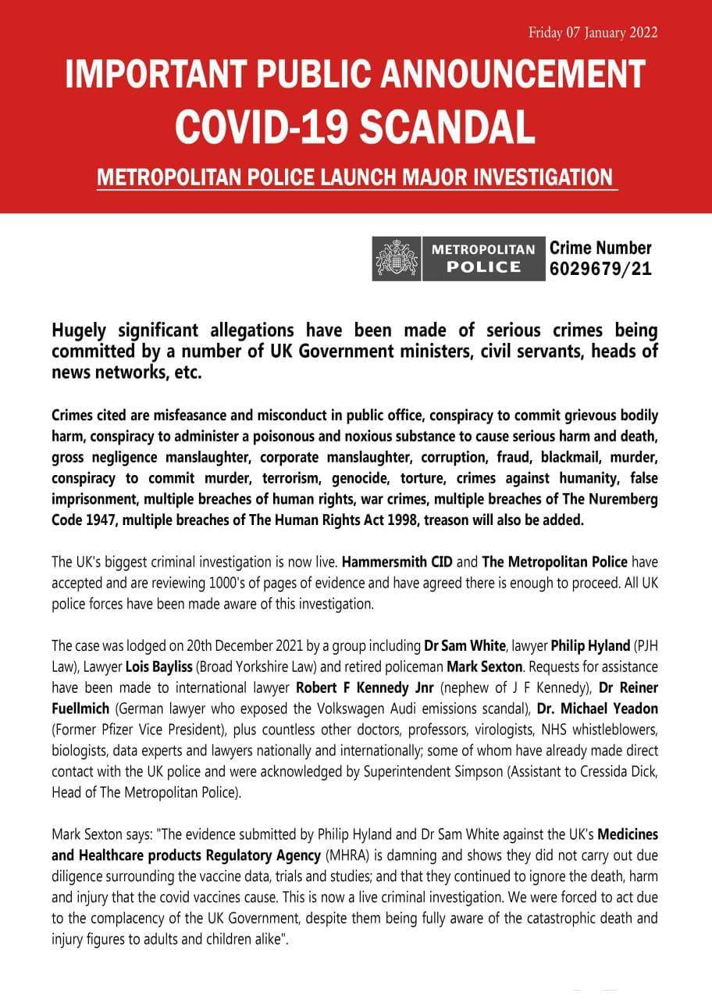 Friday 07 January 2022
IMPORTANT PUBLIC ANNOUNCEMENT
COVID-19 SCANDAL
METROPOLITAN POLICE LAUNCH MAJOR INVESTIGATION
METROPOLITAN
POLICE
Crime Number
6029679/21
Hugely significant allegations have been made of serious crimes being
committed by a number of UK Government ministers, civil servants, heads of
news networks, etc.
Crimes cited are misfeasance and misconduct in public office, conspiracy to commit grievous bodily
harm, conspiracy to administer a poisonous and noxious substance to cause serious harm and death,
gross negligence manslaughter, corporate manslaughter, corruption, fraud, blackmail, murder,
conspiracy to commit murder, terrorism, genocide, torture, crimes against humanity, false
imprisonment, multiple breaches of human rights, war crimes, multiple breaches of The Nuremberg
Code 1947, multiple breaches of The Human Rights Act 1998, treason will also be added.
The UK's biggest criminal investigation is now live. Hammersmith CID and The Metropolitan Police have
accepted and are reviewing 1000's of pages of evidence and have agreed there is enough to proceed. All UK
police forces have been made aware of this investigation.
The case was lodged on 20th December 2021 by a group including Dr Sam White, lawyer Philip Hyland (PJH
Law), Lawyer Lois Bayliss (Broad Yorkshire Law) and retired policeman Mark Sexton. Requests for assistance
have been made to international lawyer Robert F Kennedy Jnr (nephew of J F Kennedy), Dr Reiner
Fuellmich (German lawyer who exposed the Volkswagen Audi emissions scandal), Dr. Michael Yeadon
(Former Pfizer Vice President), plus countless other doctors, professors, virologists, NHS whistleblowers,
biologists, data experts and lawyers nationally and internationally; some of whom have already made direct
contact with the UK police and were acknowledged by Superintendent Simpson (Assistant to Cressida Dick,
Head of The Metropolitan Police).
Mark Sexton says: "The evidence submitted by Philip Hyland and Dr Sam White against the UK's Medicines
and Healthcare products Regulatory Agency (MHRA) is damning and shows they did not carry out due
diligence surrounding the vaccine data, trials and studies; and that they continued to ignore the death, harm
and injury that the covid vaccines cause. This is now a live criminal investigation. We were forced to act due
to the complacency of the UK Government, despite them being fully aware of the catastrophic death and
injury figures to adults and children alike".